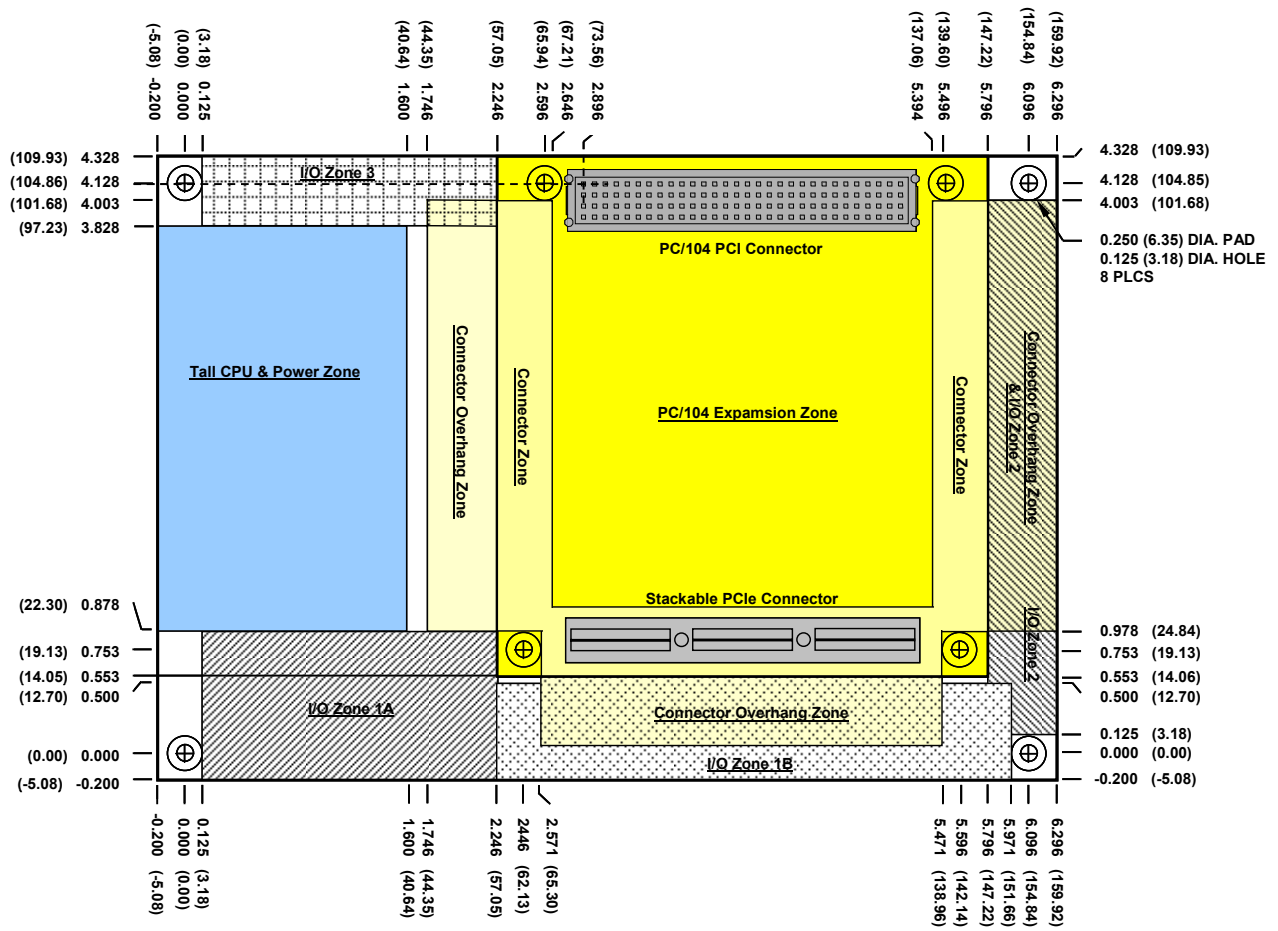 (-5.08) -0.200
(0.00) 0.000
(3.18) 0.125
(40.64) 1.600
(44.35) 1.746
(57.05) 2.246
(65.94) 2.596
(67.21) 2.646
(73.56) 2.896
(137.06) 5.394
(139.60) 5.496
(147.22) 5.796
(154.84) 6.096
(159.92) 6.296
(109.93) 4.328
(104.86) 4.128
(101.68) 4.003
(97.23) 3.828
(22.30) 0.878
(19.13) 0.753
(14.05) 0.553
(12.70) 0.500
(0.00) 0.000
(-5.08) -0.200
I/O Zone 3
PC/104 PCI Connector
Tall CPU & Power Zone
Connector Overhang Zone
Connector Zone
PC/104 Expamsion Zone
Connector Zone
Connector Overhang Zone
& I/O Zone 2
Stackable PCIe Connector
I/O Zone 2
I/O Zone 1A
Connector Overhang Zone
I/O Zone 1B
4.328 (109.93)
4.128 (104.85)
4.003 (101.68)
0.250 (6.35) DIA. PAD
0.125 (3.18) DIA. HOLE
8 PLCS
0.978 (24.84)
0.753 (19.13)
0.553 (14.06)
0.500 (12.70)
0.125 (3.18)
0.000 (0.00)
-0.200 (-5.08)
-0.200 (-5.08)
0.000 (0.00)
0.125 (3.18)
1.600 (40.64)
1.746 (44.35)
2.246 (57.05)
2446 (62.13)
2.571 (65.30)
5.471 (138.96)
5.596 (142.14)
5.796 (147.22)
5.971 (151.66)
6.096 (154.84)
6.296 (159.92)